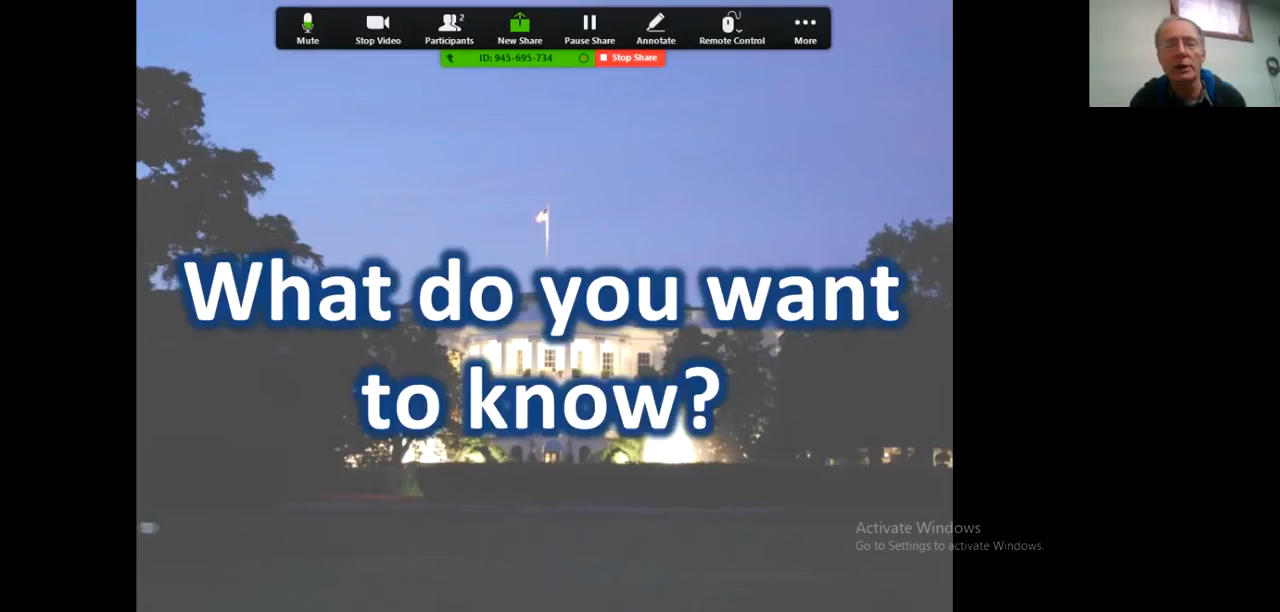 Mute
Stop Video
Participants
2
New Share
Pause Share
Annotate
Remote Control
More
ID: 945-695-734
Stop Share
What do you want
to know?
Activate Windows
Go to Settings to activate Windows.